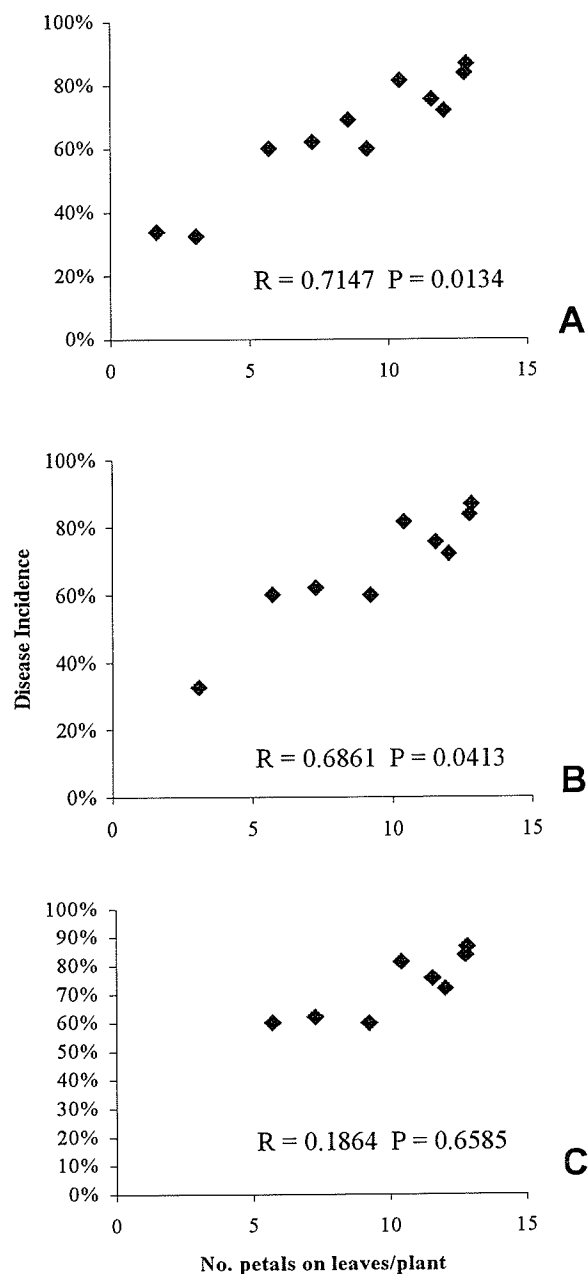 100%
80%
60%
40%
20%
0%
R = 0.7147 P = 0.0134
A
0 5 10 15
Disease Incidence
100%
80%
60%
40%
20%
0%
R = 0.6861 P = 0.0413
B
0 5 10 15
100%
90%
80%
70%
60%
50%
40%
30%
20%
10%
0%
R = 0.1864 P = 0.6585
C
0 5 10 15
No. petals on leaves/plant